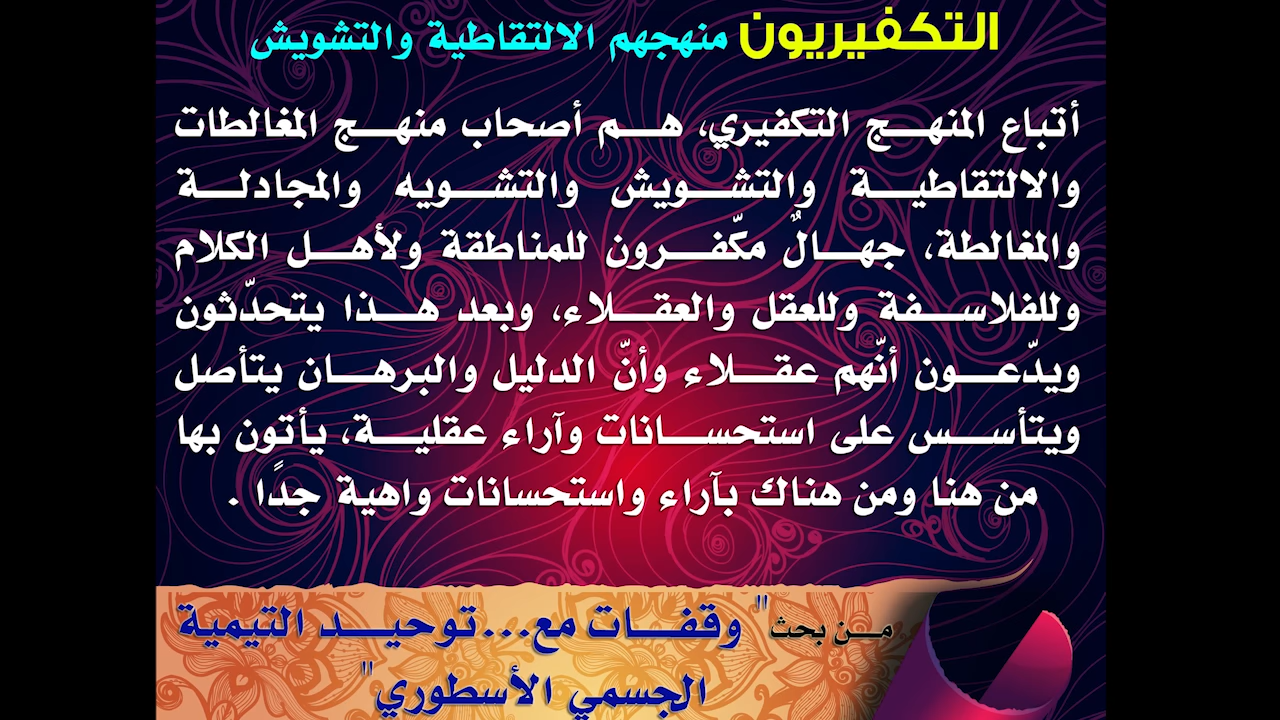 التكفيريون منهجهم الالتقاطية والتشويش
أتباع المنهج التكفيري، هم أصحاب منهج المغالطات
والالتقاطية والتشويش والتشويه والمجادلة
والمغالطة، جهالٌ مكّفرون للمناطقة ولأهل الكلام
وللفلاسفة وللعقل والعقلاء، وبعد هذا يتحدّثون
ويدّعون أنّهم عقلاء وأنّ الدليل والبرهان يتأصل
ويتأسس على استحسانات وآراء عقلية، يأتون بها
من هنا ومن هناك بآراء واستحسانات واهية جدًا .
من بحث" وقفات مع...توحيد التيمية
الجسمي الأسطوري"